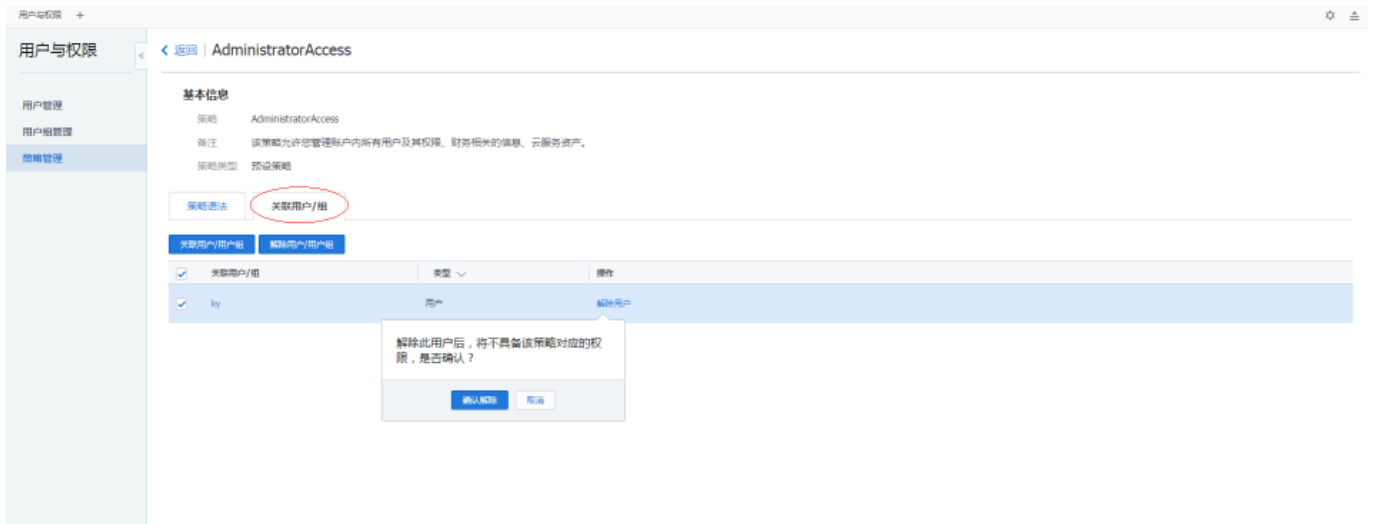 用户与权限 +
用户与权限
«
返回 | AdministratorAccess
基本信息
用户管理
策略 AdministratorAccess
用户组管理
备注 该策略允许您管理账户内所有用户及其权限、财务相关的信息、云服务资产。
策略管理
策略类型 预设策略
策略语法 关联用户/组
关联用户/用户组 解除用户/用户组
关联用户/组 类型 操作
ky 用户 解除用户
解除此用户后，将不具备该策略对应的权
限，是否确认？
确认解除 取消